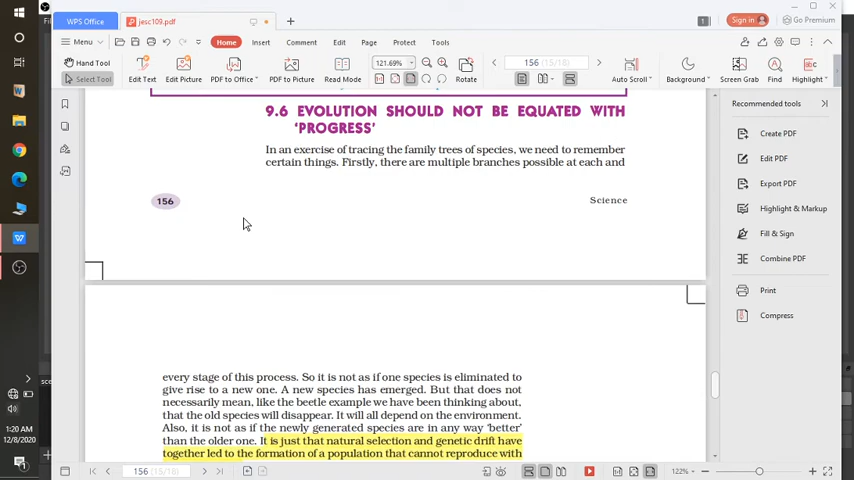 WPS Office
jesc109.pdf
1
Sign in
Go Premium
Menu
Home
Insert
Comment
Edit
Page
Protect
Tools
Hand Tool
Select Tool
Edit Text
Edit Picture
PDF to Office
PDF to Picture
Read Mode
121.69%
Rotate
156 (15/18)
Auto Scroll
Background
Screen Grab
Find
Highlight
9.6 EVOLUTION SHOULD NOT BE EQUATED WITH
'PROGRESS'
In an exercise of tracing the family trees of species, we need to remember
certain things. Firstly, there are multiple branches possible at each and
156
Science
every stage of this process. So it is not as if one species is eliminated to
give rise to a new one. A new species has emerged. But that does not
necessarily mean, like the beetle example we have been thinking about,
that the old species will disappear. It will all depend on the environment.
Also, it is not as if the newly generated species are in any way 'better'
than the older one. It is just that natural selection and genetic drift have
together led to the formation of a population that cannot reproduce with
Recommended tools
Create PDF
Edit PDF
Export PDF
Highlight & Markup
Fill & Sign
Combine PDF
Print
Compress
156 (15/18)
122%
1:20 AM
12/8/2020